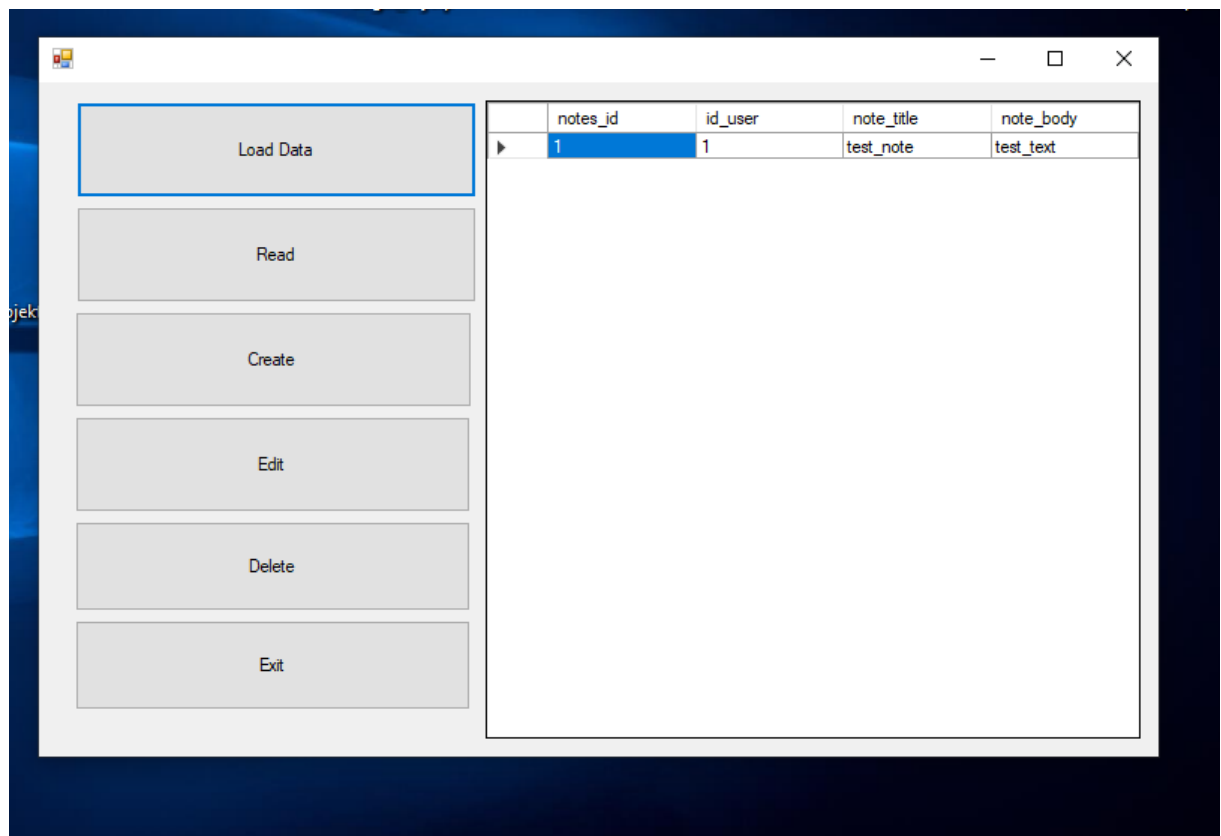 Load Data
Read
Create
Edit
Delete
Exit
notes_id id_user note_title note_body
1 1 test_note test_text